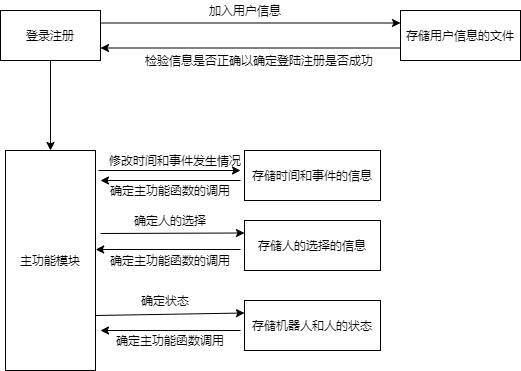 加入用户信息
登录注册
存储用户信息的文件
检验信息是否正确以确定登陆注册是否成功
修改时间和事件发生情况
存储时间和事件的信息
确定主功能函数的调用
确定人的选择
存储人的选择的信息
确定主功能函数的调用
主功能模块
确定状态
存储机器人和人的状态
确定主功能函数调用